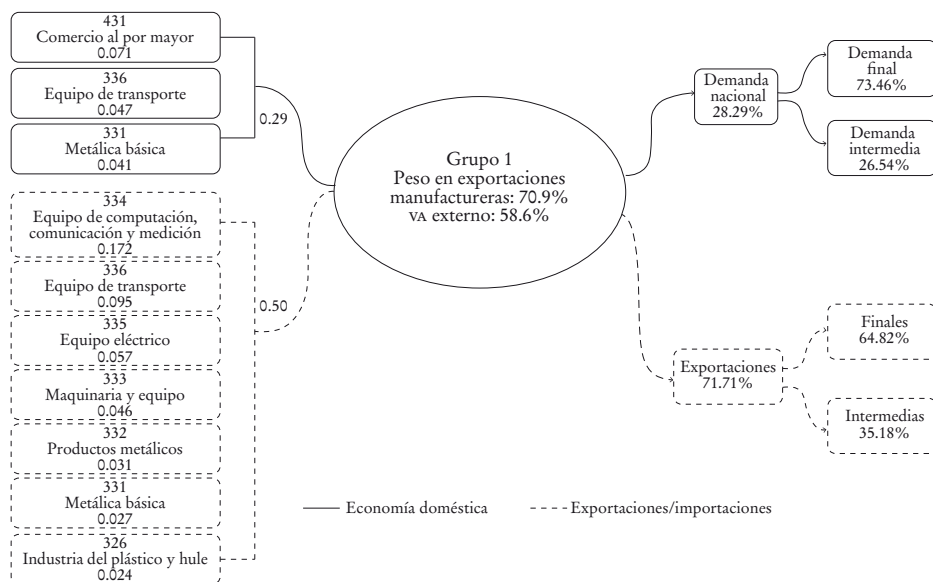 431
Comercio al por mayor
0.071
336
Equipo de transporte
0.047
331
Metálica básica
0.041
0.29
334
Equipo de computación,
comunicación y medición
0.172
336
Equipo de transporte
0.095
335
Equipo eléctrico
0.057
333
Maquinaria y equipo
0.046
332
Productos metálicos
0.031
331
Metálica básica
0.027
326
Industria del plástico y hule
0.024
0.50
Grupo 1
Peso en exportaciones
manufactureras: 70.9%
VA externo: 58.6%
Demanda
nacional
28.29%
Demanda
final
73.46%
Demanda
intermedia
26.54%
Exportaciones
71.71%
Finales
64.82%
Intermedias
35.18%
Economía doméstica
Exportaciones/importaciones